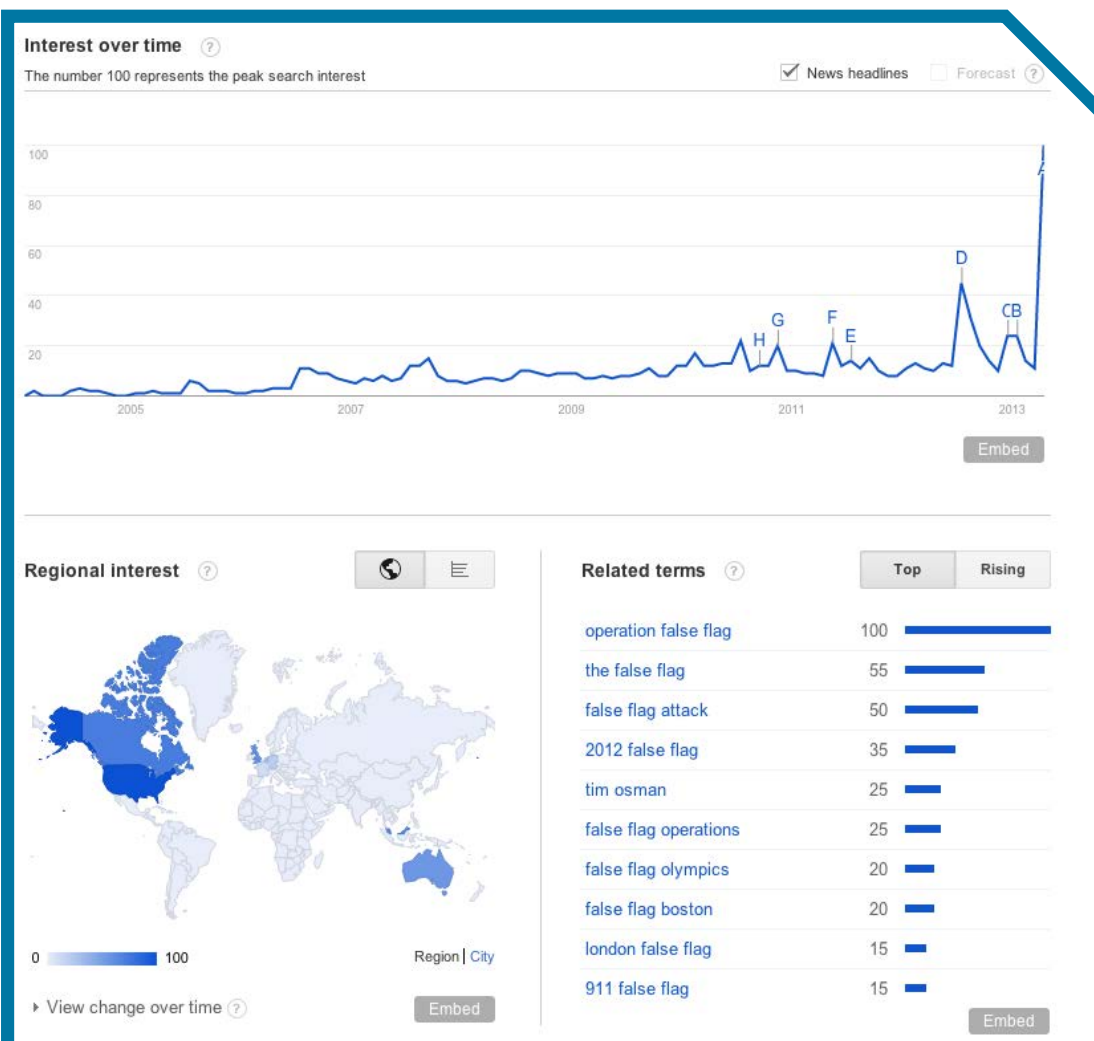 Interest over time ?
The number 100 represents the peak search interest
News headlines Forecast ?
100
80
60
40
20
A
D
CB
G
F
H
E
2005 2007 2009 2011 2013
Embed
Regional interest ?
0 100
Region | City
View change over time ?
Embed
Related terms ?
Top Rising
operation false flag 100
the false flag 55
false flag attack 50
2012 false flag 35
tim osman 25
false flag operations 25
false flag olympics 20
false flag boston 20
london false flag 15
911 false flag 15
Embed